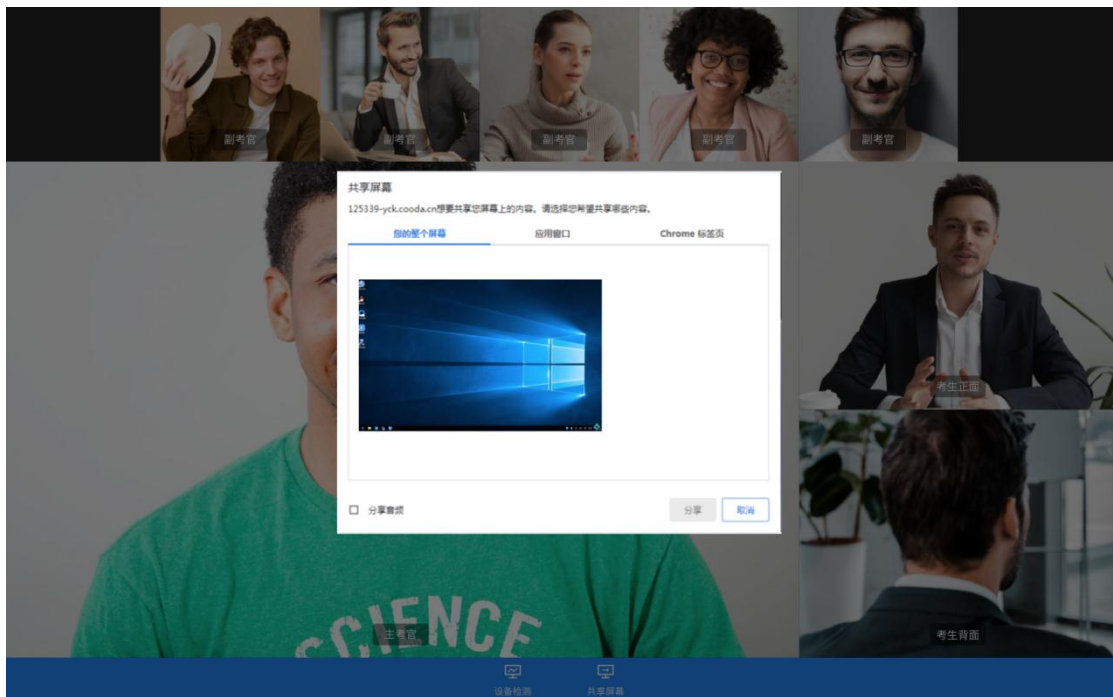 副考官
副考官
副考官
副考官
副考官
共享屏幕
125339-yck.cooda.cn想要共享您屏幕上的内容。请选择您希望共享哪些内容。
您的整个屏幕
应用窗口
Chrome 标签页
分享音频
分享
取消
考生正面
SCIENCE
主考官
考生背面
设备检测
共享屏幕